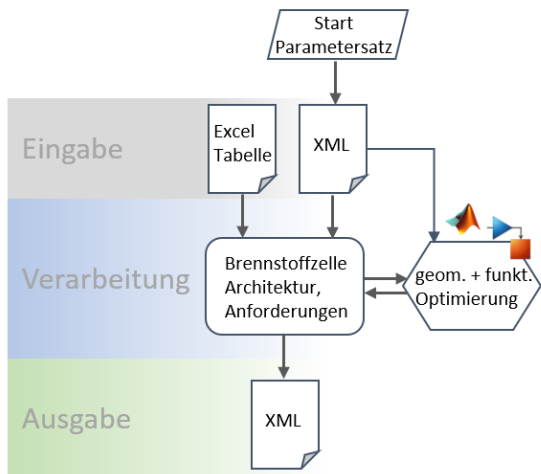 Start
Parametersatz
Eingabe
Excel
Tabelle
XML
Verarbeitung
Brennstoffzelle
Architektur,
Anforderungen
geom. + funkt.
Optimierung
Ausgabe
XML